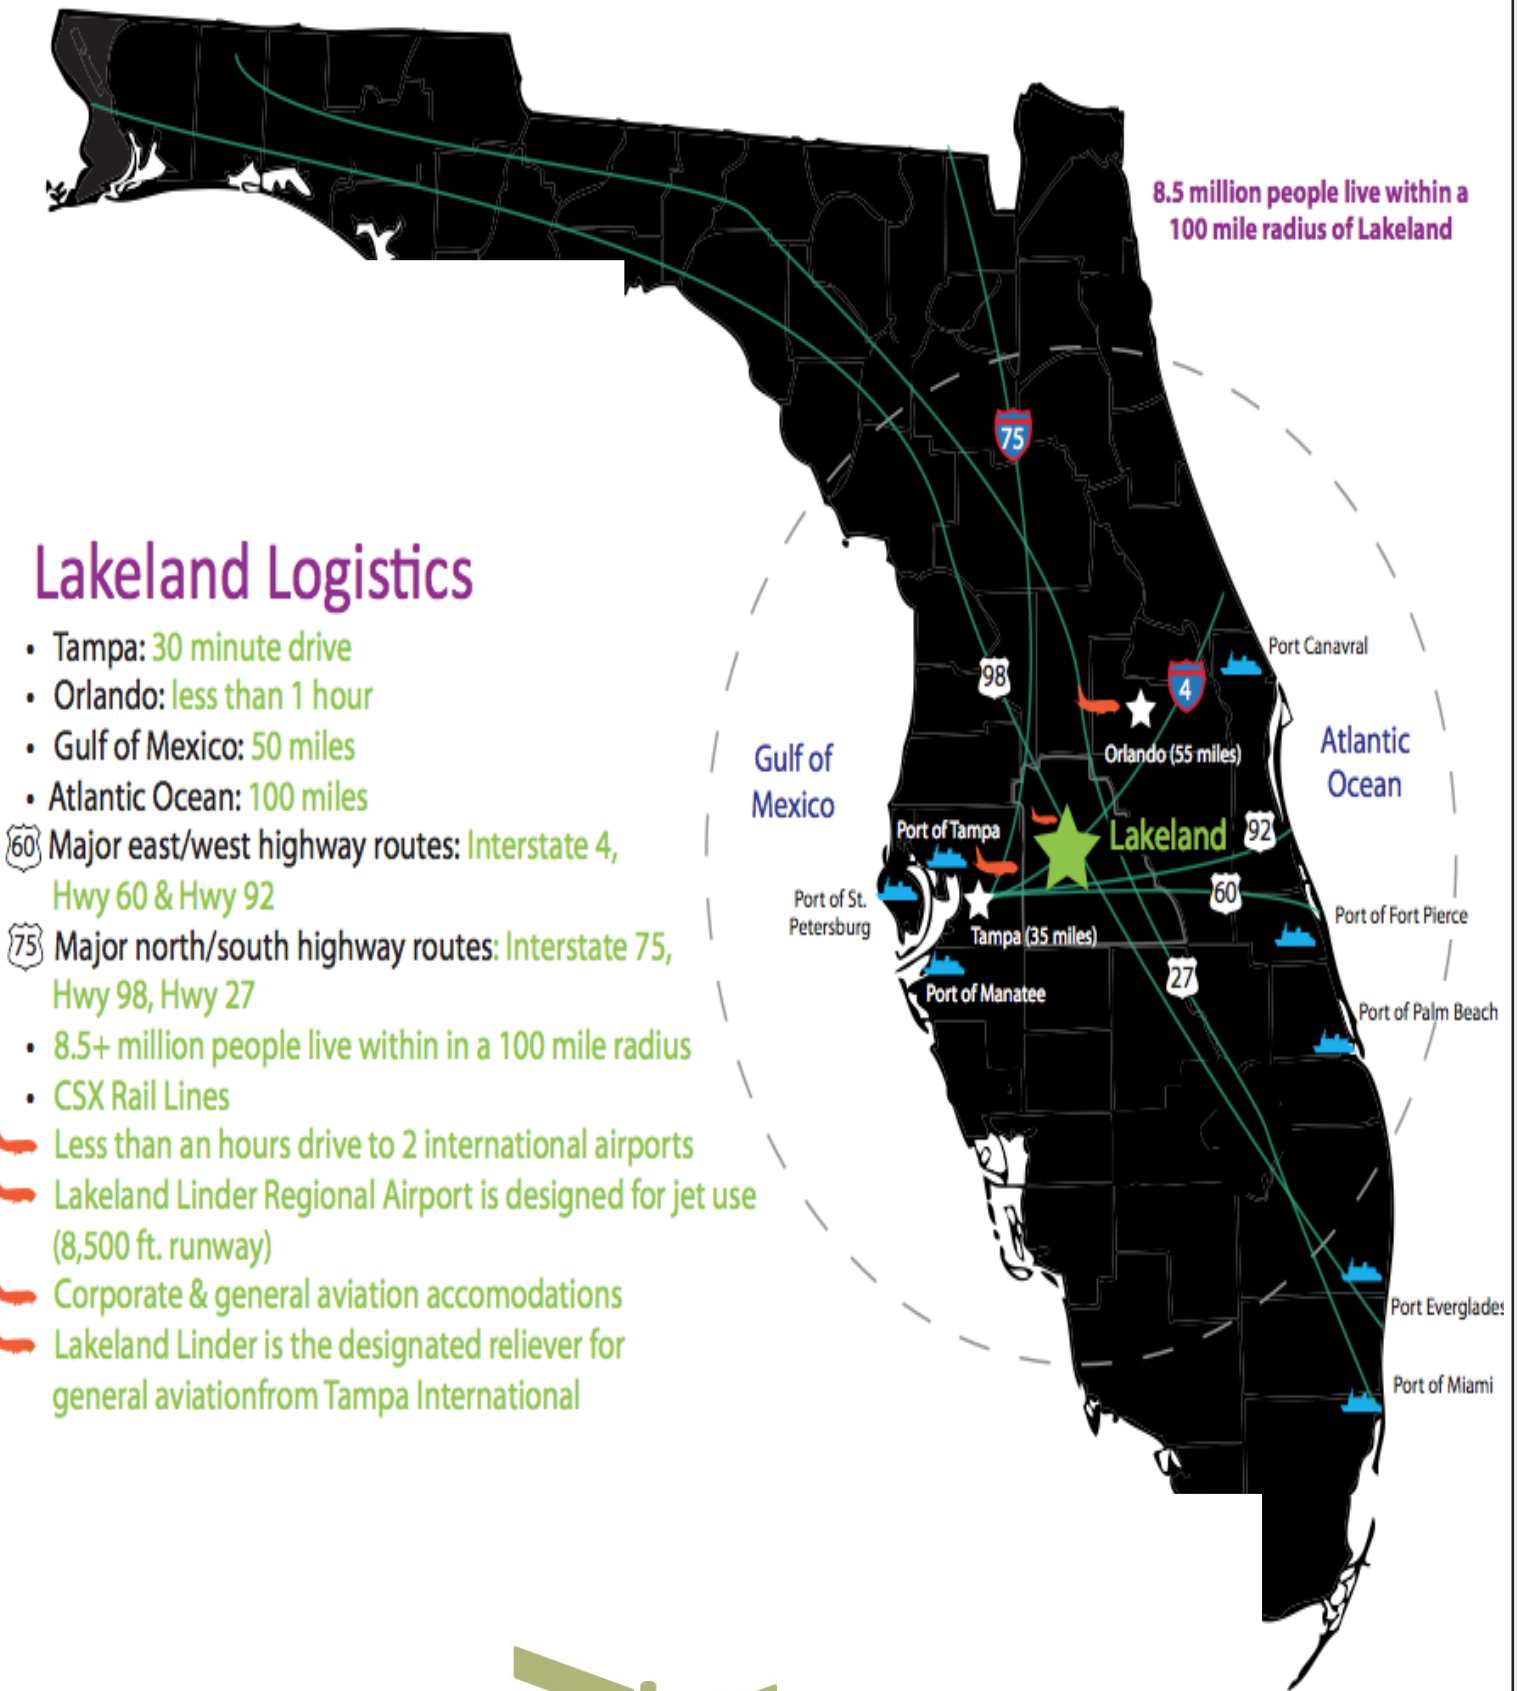 8.5 million people live within a
100 mile radius of Lakeland
75
Lakeland Logistics
• Tampa: 30 minute drive
• Orlando: less than 1 hour
• Gulf of Mexico: 50 miles
• Atlantic Ocean: 100 miles
60 Major east/west highway routes: Interstate 4,
Hwy 60 & Hwy 92
75 Major north/south highway routes: Interstate 75,
Hwy 98, Hwy 27
• 8.5+ million people live within in a 100 mile radius
• CSX Rail Lines
Less than an hours drive to 2 international airports
Lakeland Linder Regional Airport is designed for jet use
(8,500 ft. runway)
Corporate & general aviation accomodations
Lakeland Linder is the designated reliever for
general aviationfrom Tampa International
Port Canavral
98
4
Orlando (55 miles)
Gulf of
Mexico
Atlantic
Ocean
Port of Tampa
Lakeland
92
Port of St.
Petersburg
60
Port of Fort Pierce
Tampa (35 miles)
27
Port of Manatee
Port of Palm Beach
Port Everglades
Port of Miami